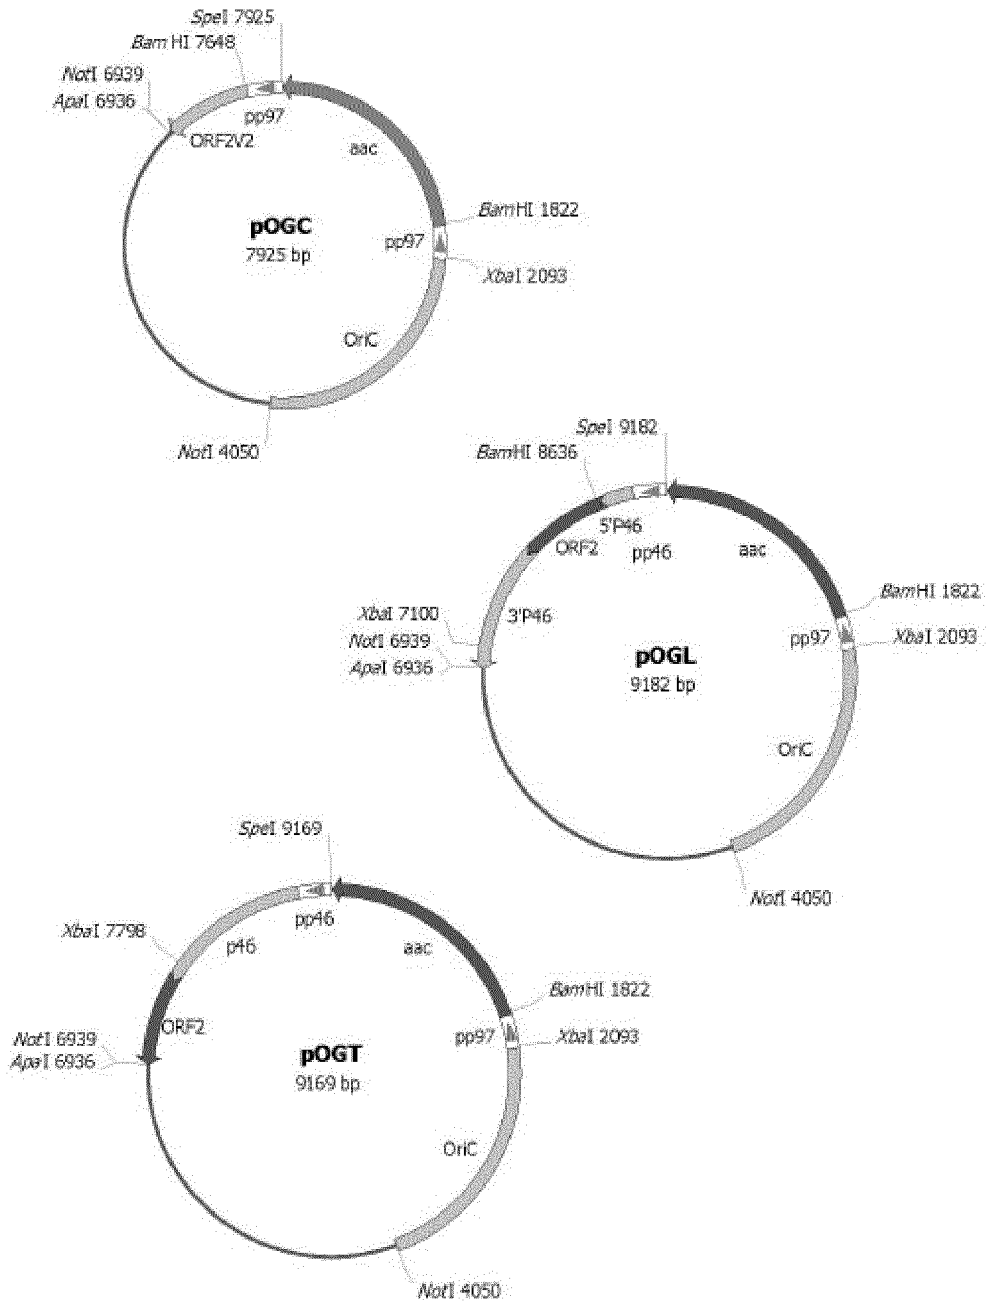 SpeI 7925
BamHI 7648
NotI 6939
ApaI 6936
pp97
ORF2V2
aac
BamHI 1822
pOGC
7925 bp
pp97
XbaI 2093
OriC
NotI 4050
SpeI 9182
BamHI 8636
5'P46
ORF2
pp46
aac
BamHI 1822
XbaI 7100
3'P46
NotI 6939
pp97
XbaI 2093
ApaI 6936
pOGL
9182 bp
OriC
NotI 4050
SpeI 9169
pp46
XbaI 7798
p46
aac
BamHI 1822
ORF2
NotI 6939
pp97
XbaI 2093
ApaI 6936
pOGT
9169 bp
OriC
NotI 4050